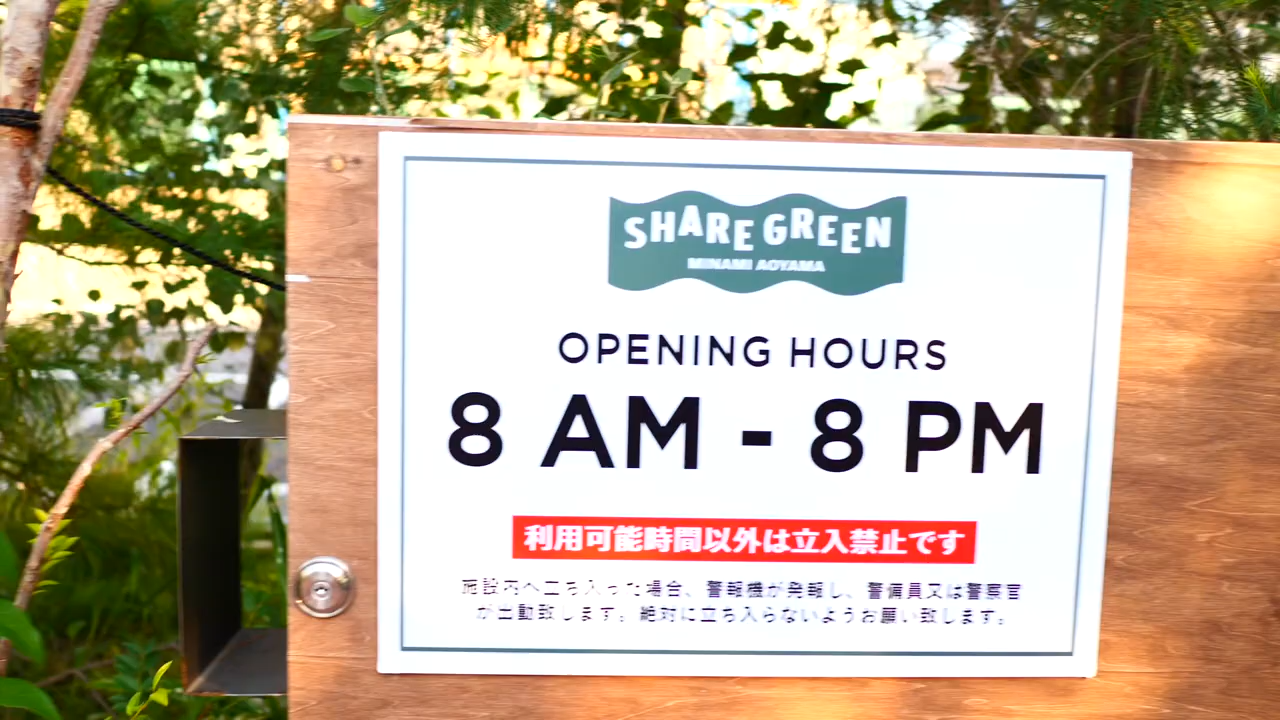 SHARE GREEN
MINAMI AOYAMA
OPENING HOURS
8 AM - 8 PM
利用可能時間以外は立入禁止です
施設内へ立ち入った場合、警報機が発報し、警備員又は警察官
が出動致します。絶対に立ち入らないようお願い致します。